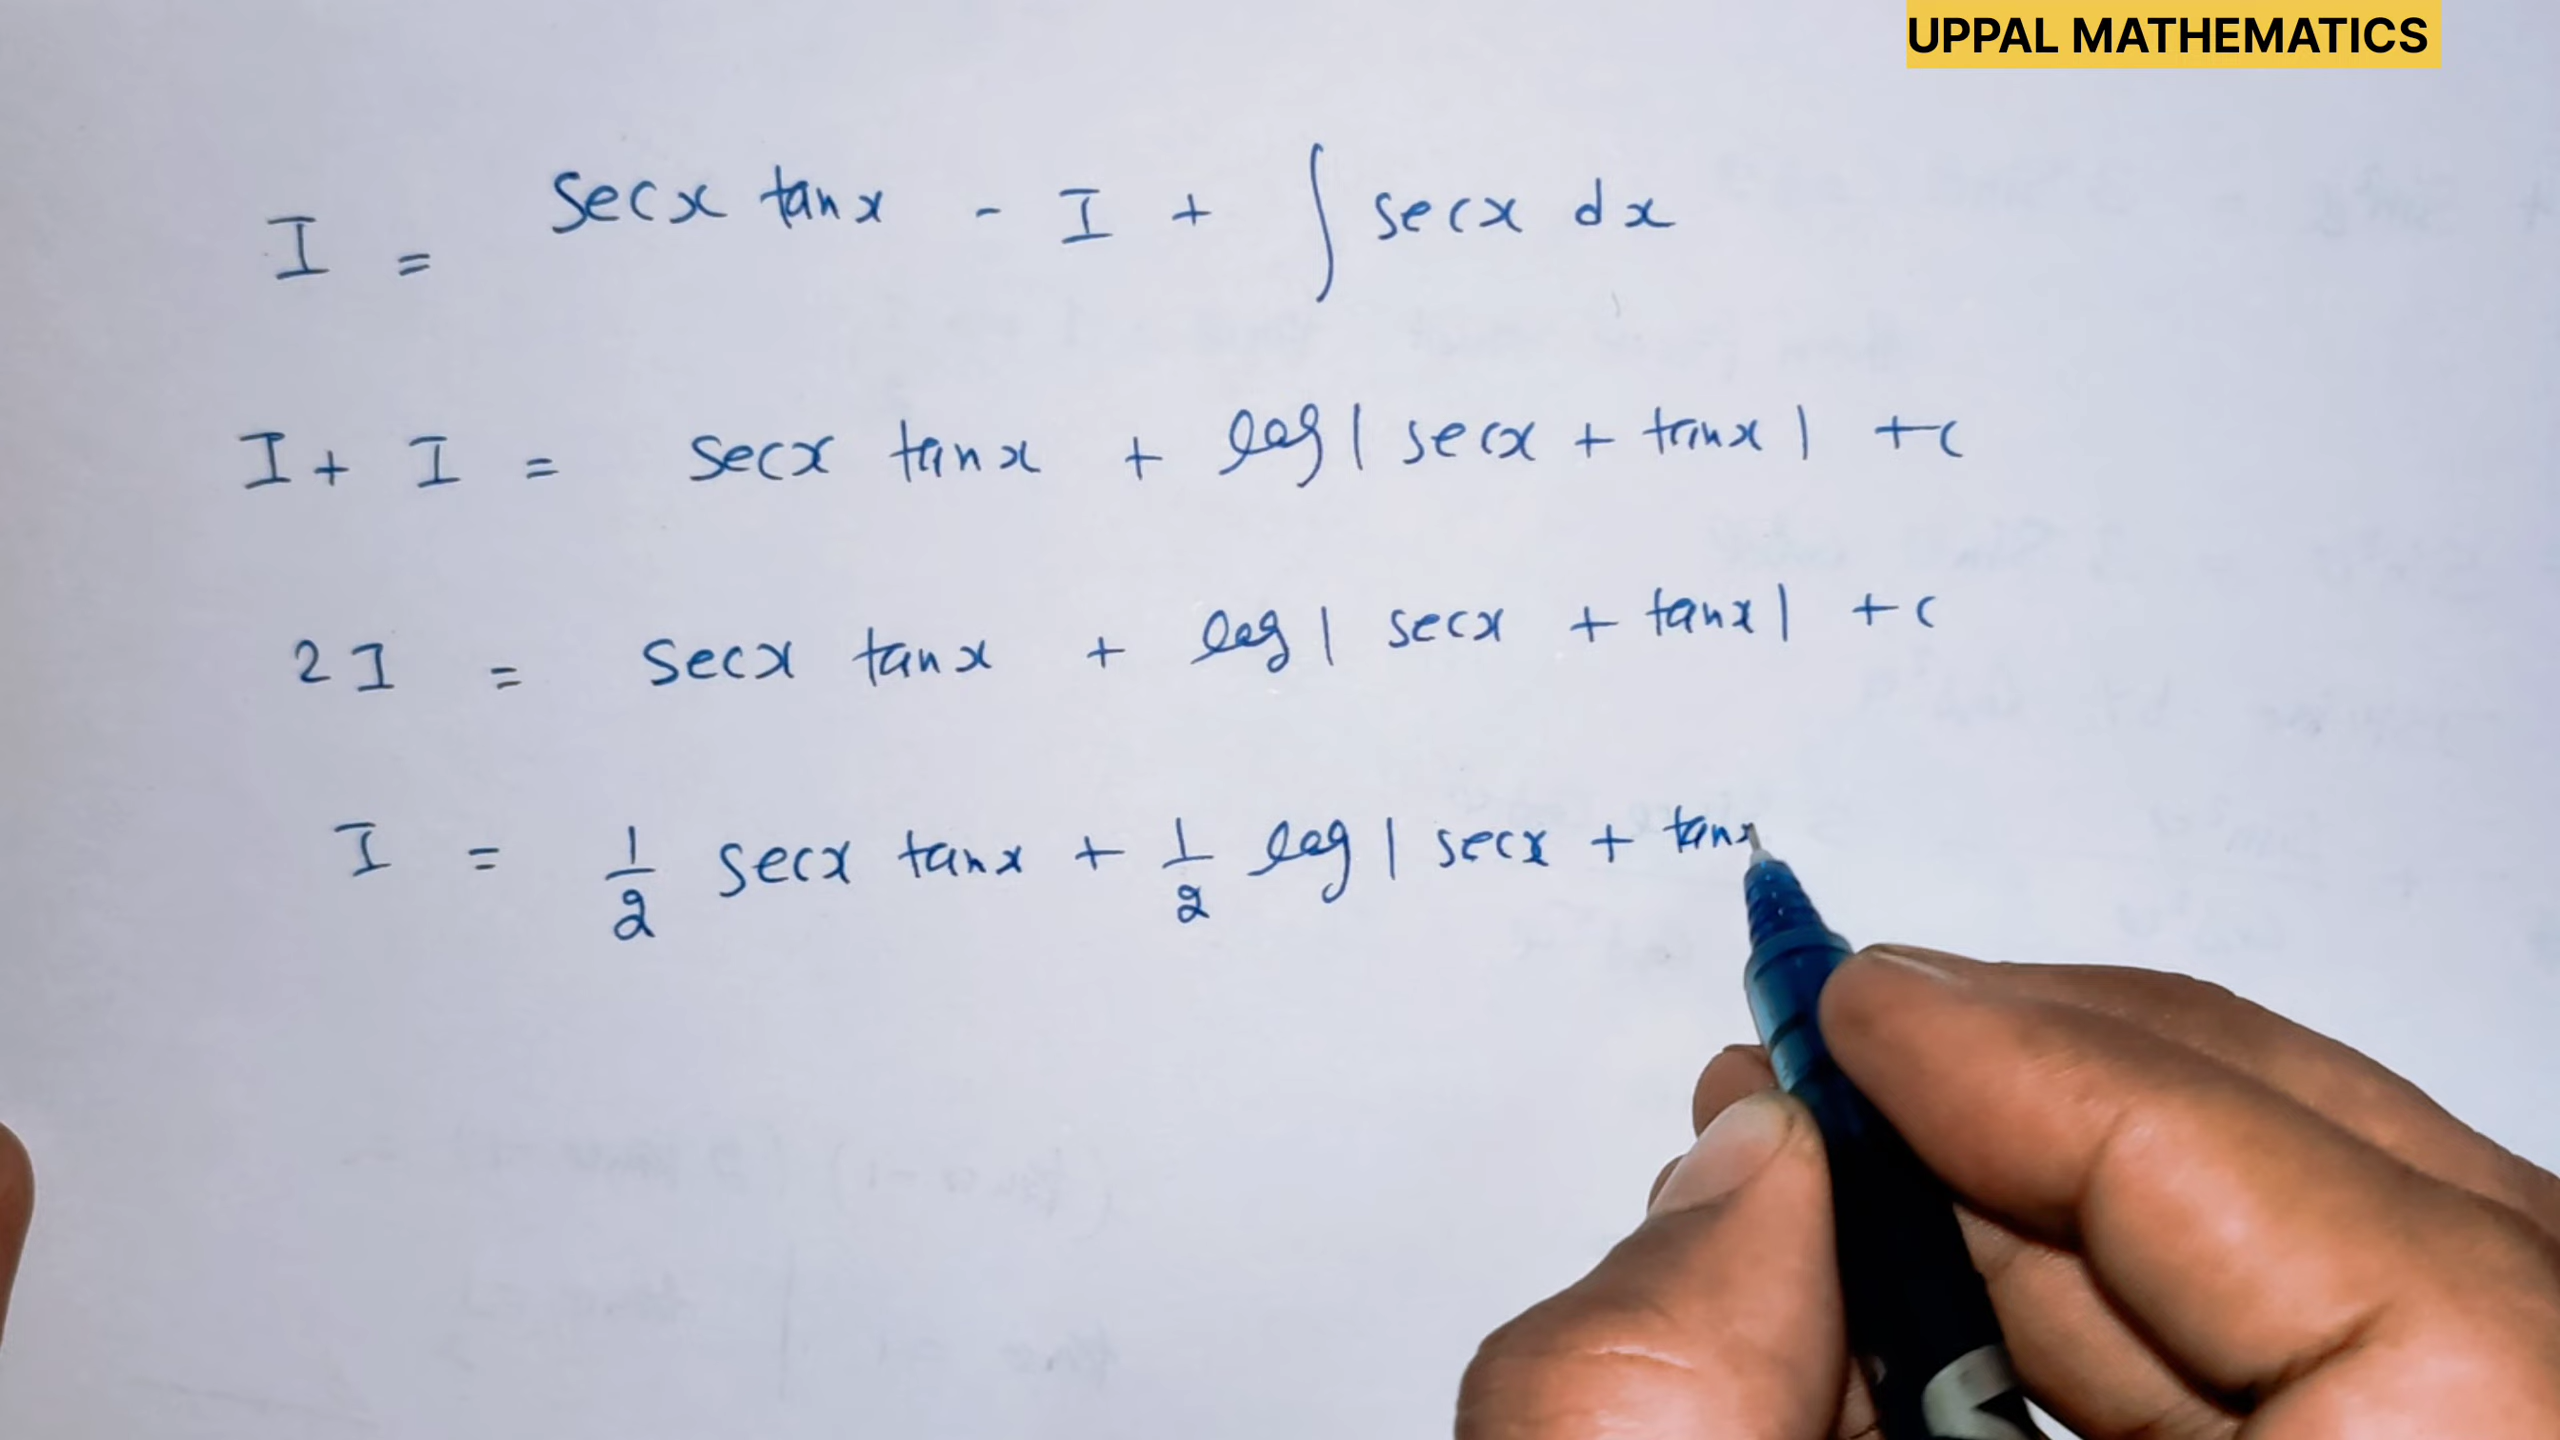 UPPAL MATHEMATICS
I = secx tanx - I + ∫ secx dx
I + I = secx tanx + log | secx + tanx | + c
2I = secx tanx + log | secx + tanx | + c
I = 1/2 secx tanx + 1/2 log | secx + tanx